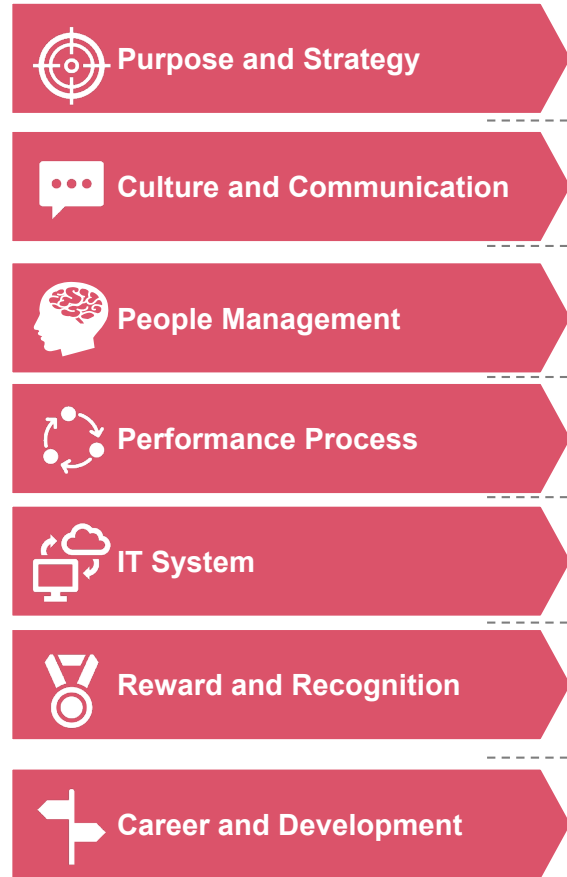 Purpose and Strategy
Culture and Communication
People Management
Performance Process
IT System
Reward and Recognition
Career and Development